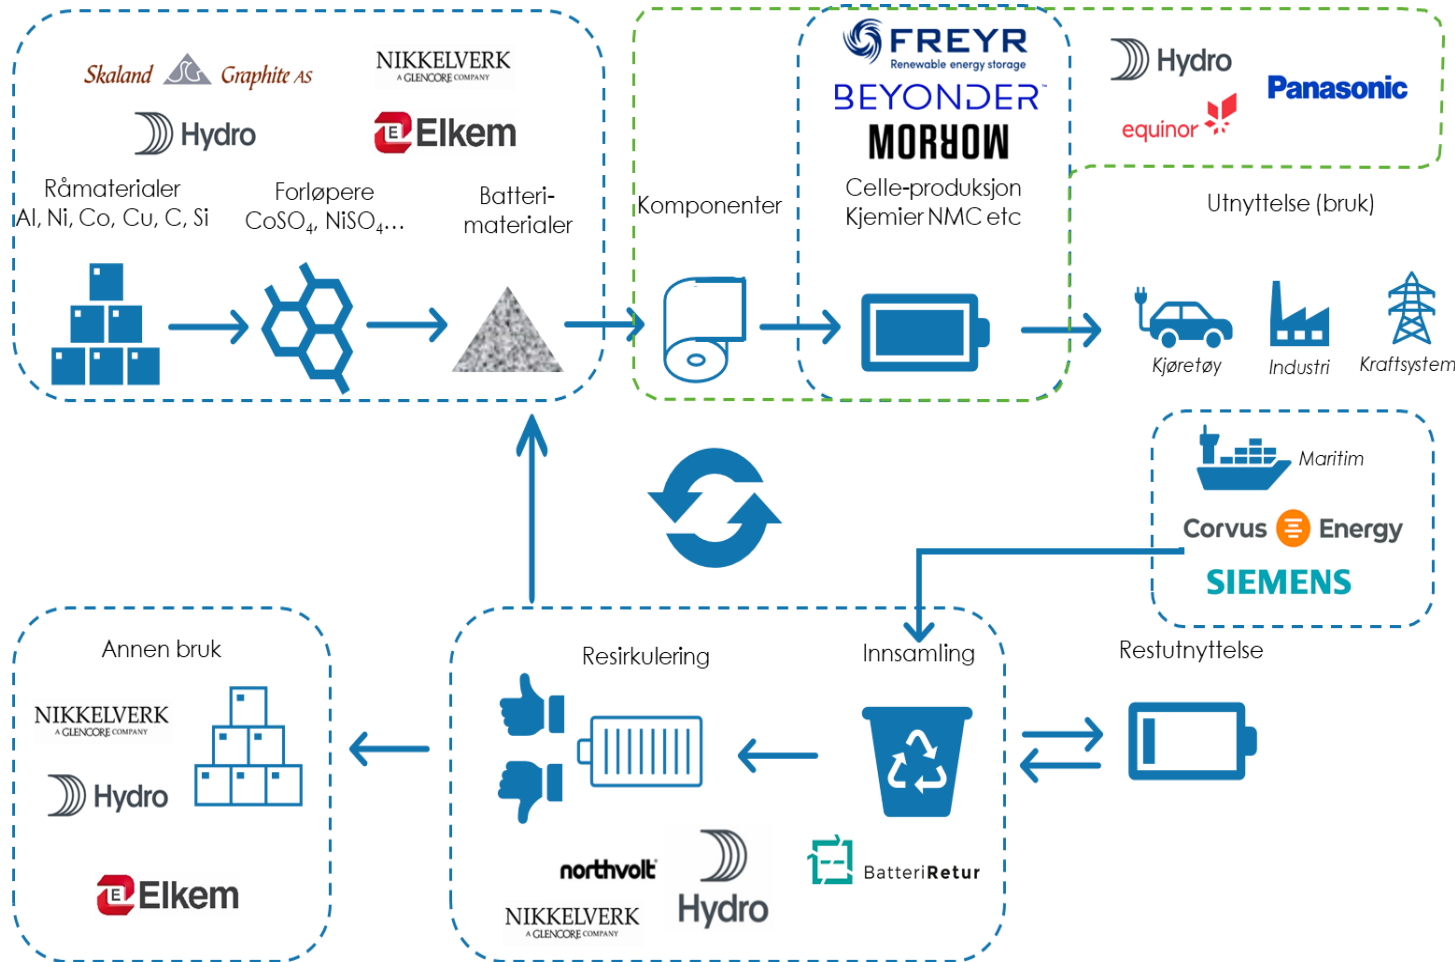 Skaland Graphite AS
NIKKELVERK
A GLENCORE COMPANY
Hydro
Elkem
Råmaterialer
Al, Ni, Co, Cu, C, Si
Forløpere
CoSO₄, NiSO₄...
Batteri-
materialer
Komponenter
FREYR
Renewable energy storage
BEYONDER™
MORROW
Celle-produksjon
Kjemier NMC etc
Hydro
Panasonic
equinor
Utnyttelse (bruk)
Kjøretøy
Industri
Kraftsystem
Maritim
Corvus Energy
SIEMENS
Annen bruk
NIKKELVERK
A GLENCORE COMPANY
Hydro
Elkem
Resirkulering
Innsamling
northvolt
NIKKELVERK
A GLENCORE COMPANY
Hydro
BatteriRetur
Restutnyttelse